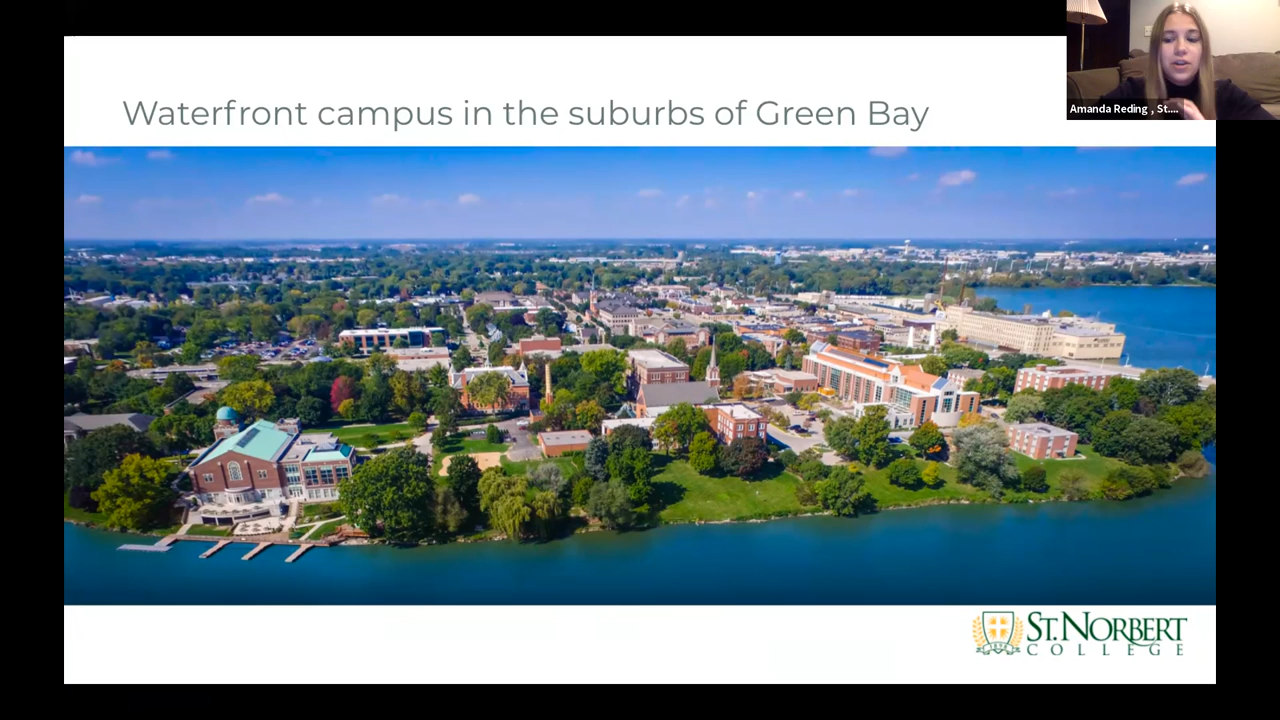 Waterfront campus in the suburbs of Green Bay
Amanda Reding , St....
ST. NORBERT
COLLEGE